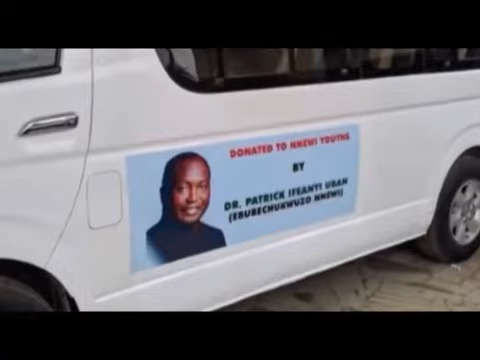 DONATED TO NNEWI YOUTHS
BY
DR. PATRICK IFEANYI UBAH
(EBUBECHUKWUZO NNEWI)